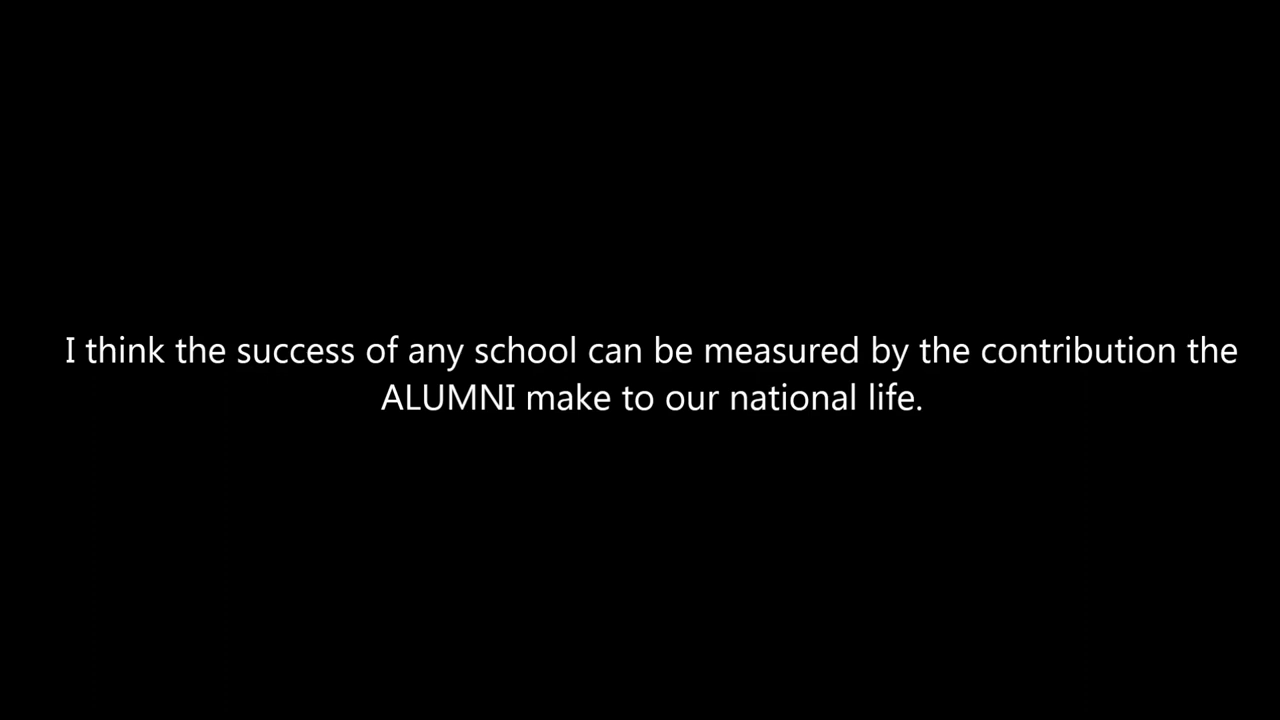 I think the success of any school can be measured by the contribution the
ALUMNI make to our national life.